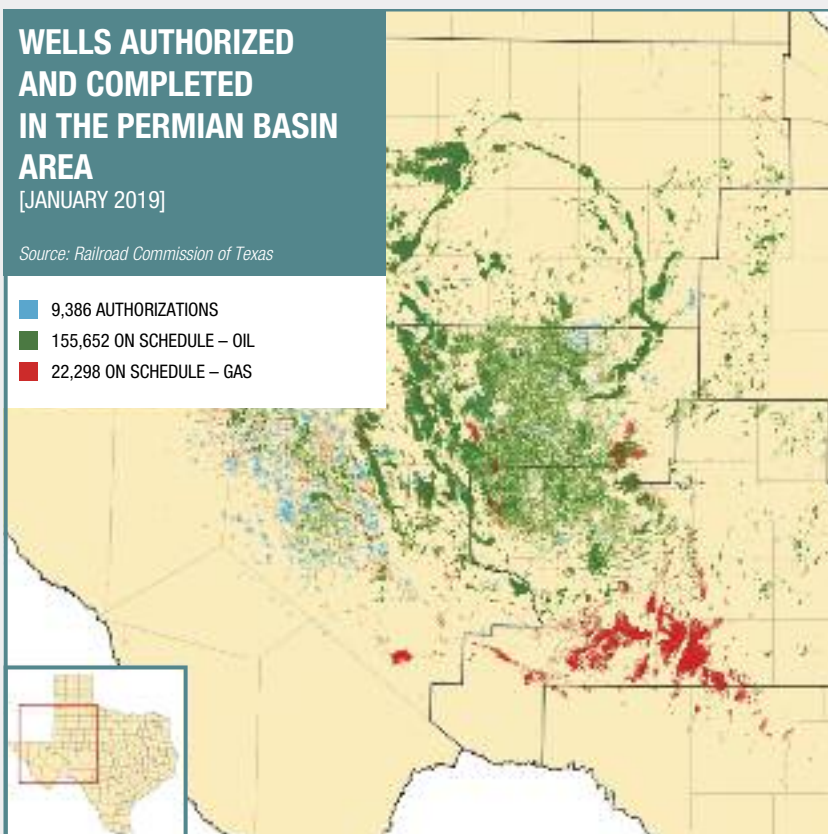 WELLS AUTHORIZED
AND COMPLETED
IN THE PERMIAN BASIN
AREA
[JANUARY 2019]
Source: Railroad Commission of Texas
9,386 AUTHORIZATIONS
155,652 ON SCHEDULE – OIL
22,298 ON SCHEDULE – GAS